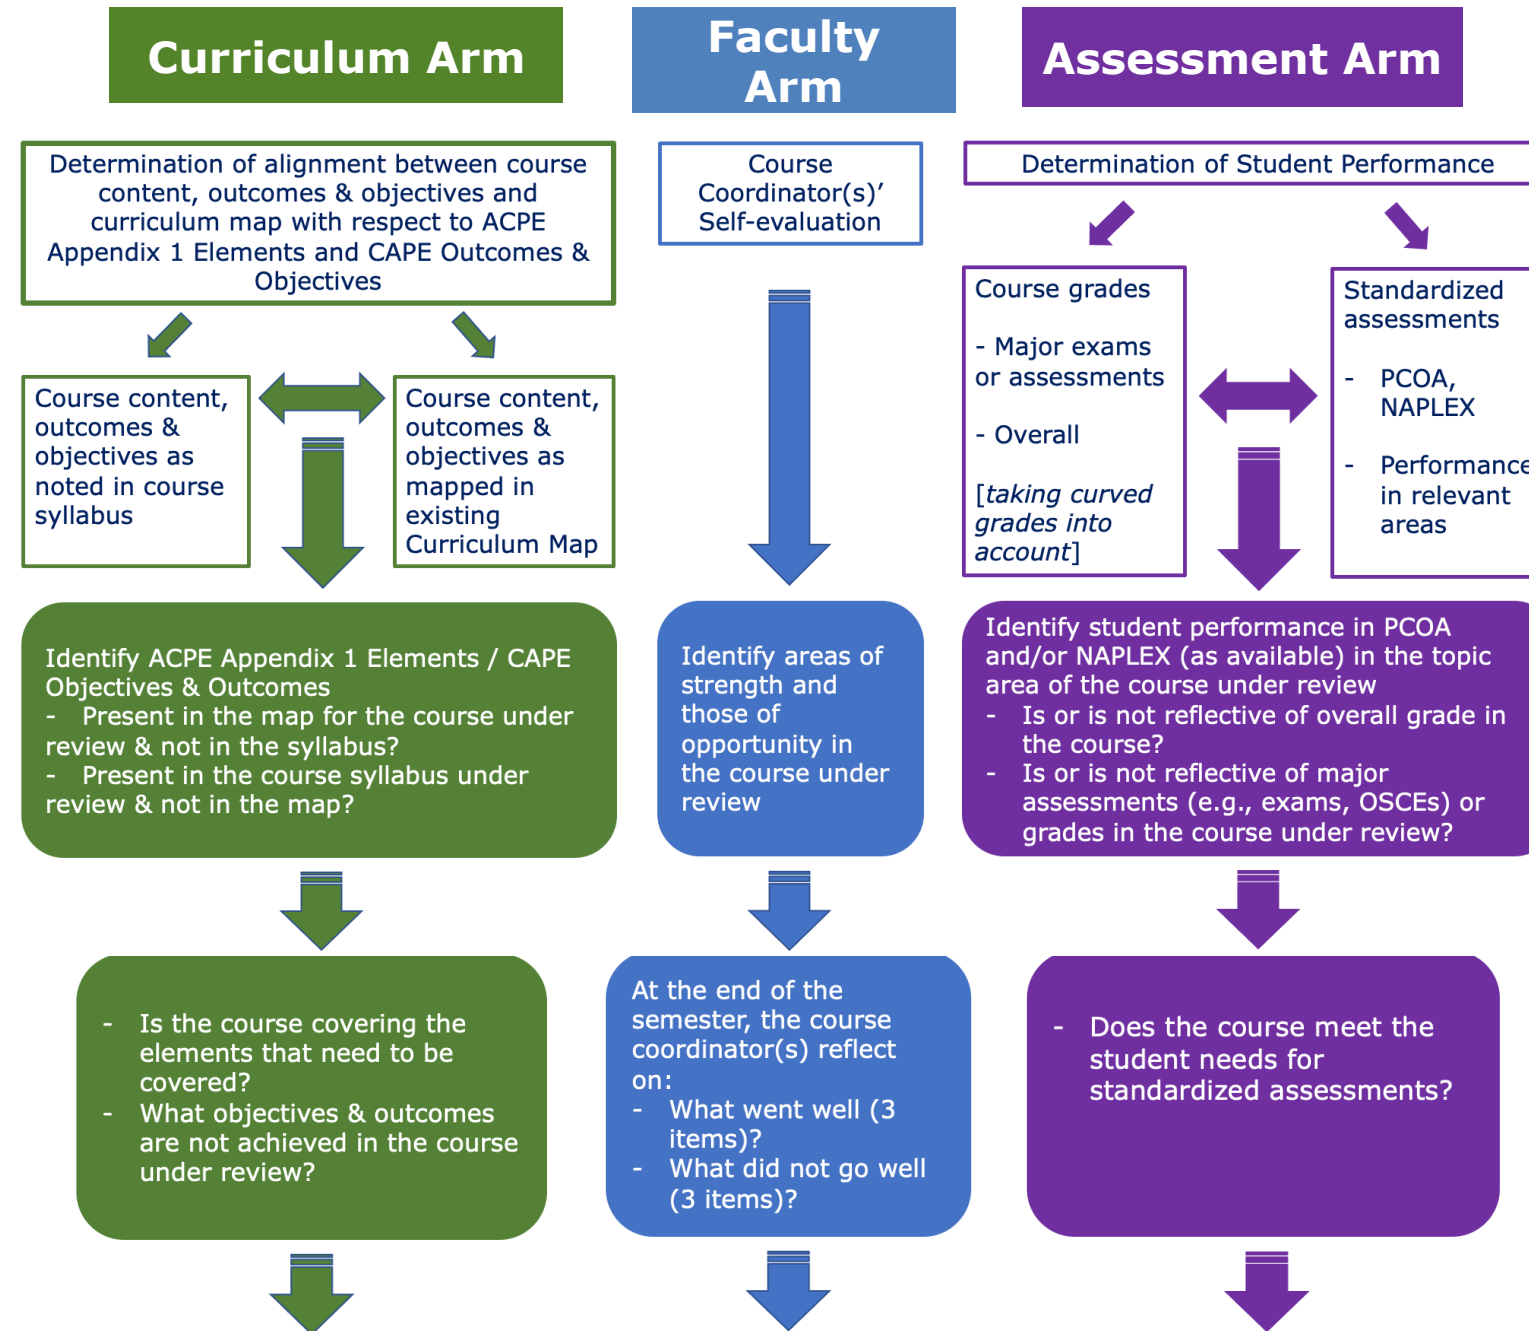 Curriculum Arm
Faculty
Arm
Assessment Arm
Determination of alignment between course
content, outcomes & objectives and
curriculum map with respect to ACPE
Appendix 1 Elements and CAPE Outcomes &
Objectives
Course content,
outcomes &
objectives as
noted in course
syllabus
Course content,
outcomes &
objectives as
mapped in
existing
Curriculum Map
Identify ACPE Appendix 1 Elements / CAPE
Objectives & Outcomes
- Present in the map for the course under
review & not in the syllabus?
- Present in the course syllabus under
review & not in the map?
- Is the course covering the
elements that need to be
covered?
- What objectives & outcomes
are not achieved in the course
under review?
Course
Coordinator(s)’
Self-evaluation
Identify areas of
strength and
those of
opportunity in
the course under
review
At the end of the
semester, the course
coordinator(s) reflect
on:
- What went well (3
items)?
- What did not go well
(3 items)?
Determination of Student Performance
Course grades
- Major exams
or assessments
- Overall
[taking curved
grades into
account]
Standardized
assessments
- PCOA,
NAPLEX
- Performance
in relevant
areas
Identify student performance in PCOA
and/or NAPLEX (as available) in the topic
area of the course under review
- Is or is not reflective of overall grade in
the course?
- Is or is not reflective of major
assessments (e.g., exams, OSCEs) or
grades in the course under review?
- Does the course meet the
student needs for
standardized assessments?